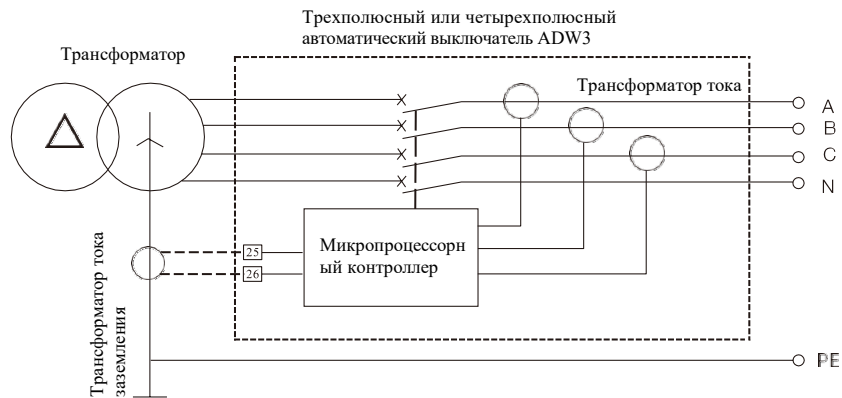 Трехполюсный или четырехполюсный
автоматический выключатель ADW3
Трансформатор
Трансформатор тока
A
B
C
N
Микропроцессорн
ый контроллер
25
26
Трансформатор тока
заземления
PE